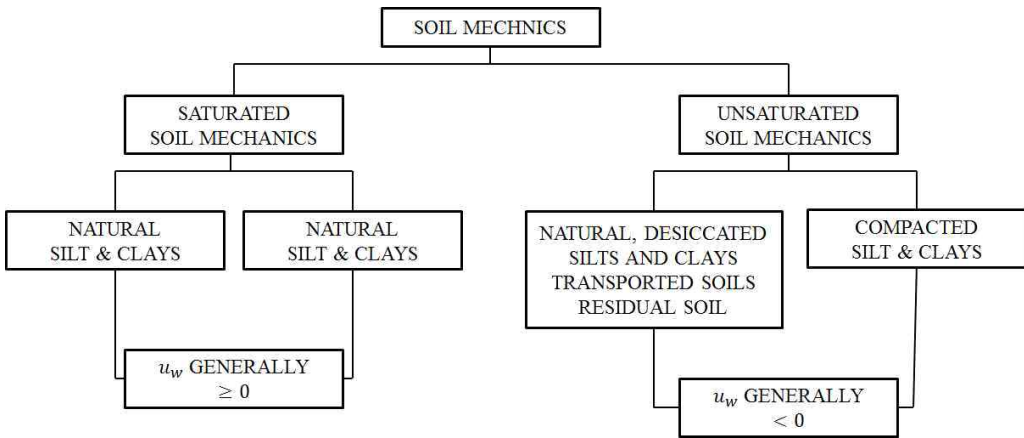 SOIL MECHNICS
SATURATED
SOIL MECHANICS
UNSATURATED
SOIL MECHANICS
NATURAL
SILT & CLAYS
NATURAL
SILT & CLAYS
NATURAL, DESICCATED
SILTS AND CLAYS
TRANSPORTED SOILS
RESIDUAL SOIL
COMPACTED
SILT & CLAYS
u_w GENERALLY
≥ 0
u_w GENERALLY
< 0